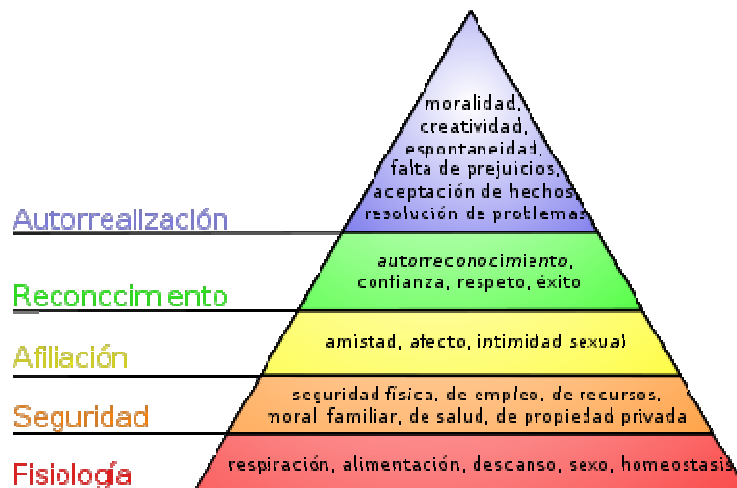 moralidad,
creatividad,
espontaneidad,
falta de prejuicios,
aceptación de hechos,
resolución de problemas
Autorrealización
autorreconocimiento,
confianza, respeto, éxito
Reconocimiento
amistad, afecto, intimidad sexual
Afiliación
seguridad física, de empleo, de recursos,
moral, familiar, de salud, de propiedad privada
Seguridad
respiración, alimentación, descanso, sexo, homeostasis
Fisiología